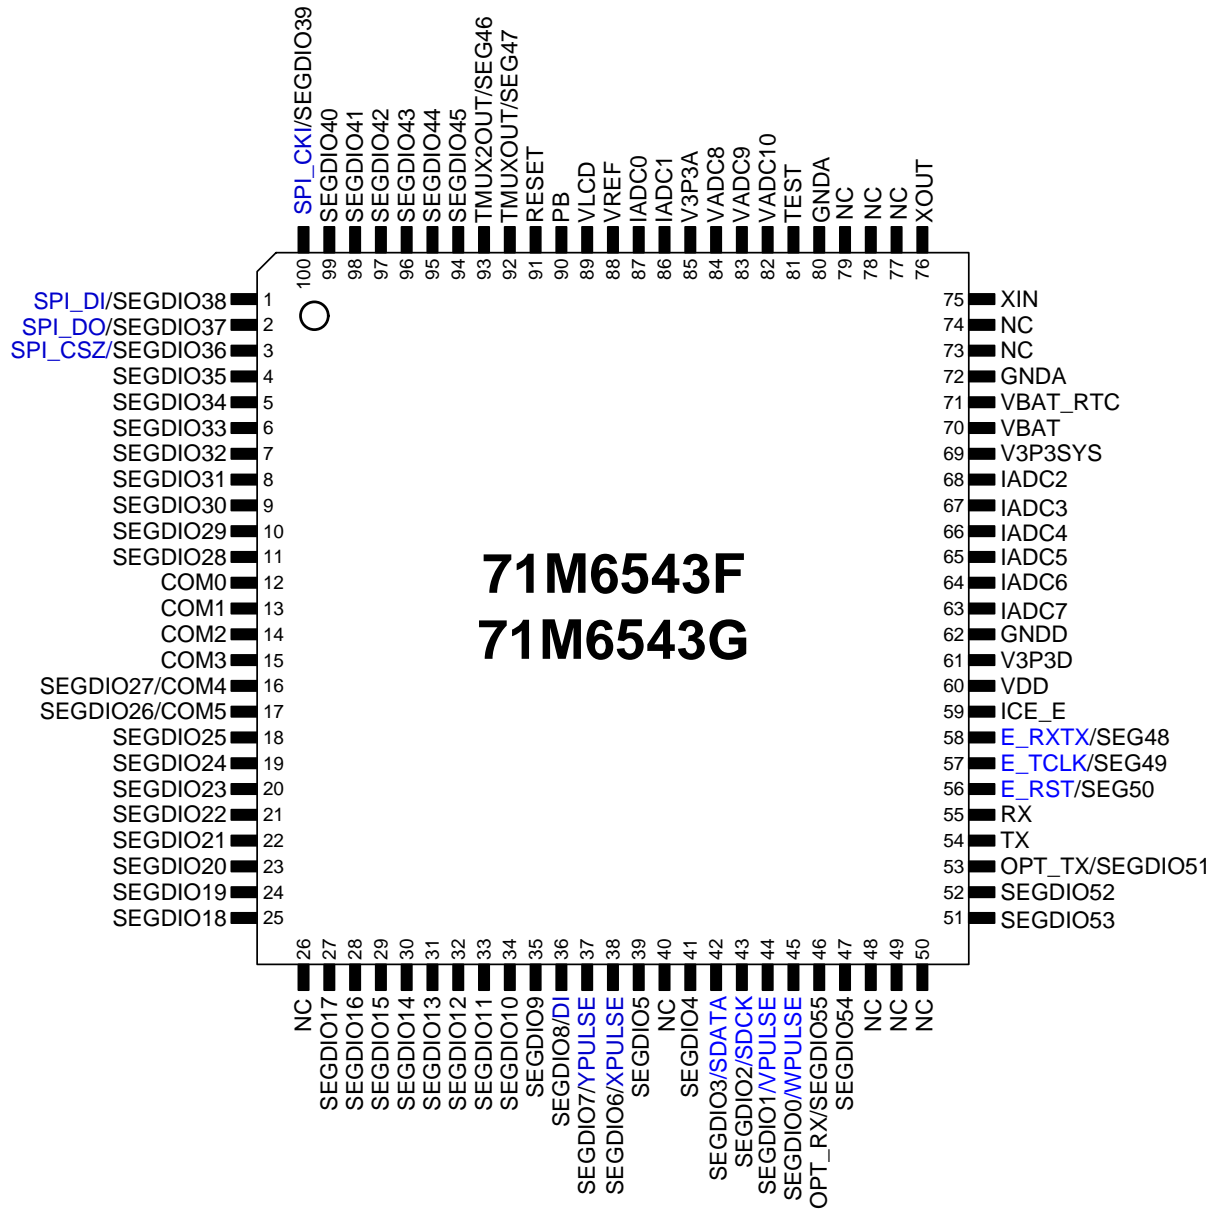 SPI_CKI/SEGDIO39
SEGDIO40
SEGDIO41
SEGDIO42
SEGDIO43
SEGDIO44
SEGDIO45
TMUX2OUT/SEG46
TMUXOUT/SEG47
RESET
PB
VLCD
VREF
IADC0
IADC1
V3P3A
VADC8
VADC9
VADC10
TEST
GNDA
NC
NC
NC
XOUT
100
99
98
97
96
95
94
93
92
91
90
89
88
87
86
85
84
83
82
81
80
79
78
77
76
SPI_DI/SEGDIO38 1
SPI_DO/SEGDIO37 2
SPI_CSZ/SEGDIO36 3
SEGDIO35 4
SEGDIO34 5
SEGDIO33 6
SEGDIO32 7
SEGDIO31 8
SEGDIO30 9
SEGDIO29 10
SEGDIO28 11
COM0 12
COM1 13
COM2 14
COM3 15
SEGDIO27/COM4 16
SEGDIO26/COM5 17
SEGDIO25 18
SEGDIO24 19
SEGDIO23 20
SEGDIO22 21
SEGDIO21 22
SEGDIO20 23
SEGDIO19 24
SEGDIO18 25
71M6543F
71M6543G
75 XIN
74 NC
73 NC
72 GNDA
71 VBAT_RTC
70 VBAT
69 V3P3SYS
68 IADC2
67 IADC3
66 IADC4
65 IADC5
64 IADC6
63 IADC7
62 GNDD
61 V3P3D
60 VDD
59 ICE_E
58 E_RXTX/SEG48
57 E_TCLK/SEG49
56 E_RST/SEG50
55 RX
54 TX
53 OPT_TX/SEGDIO51
52 SEGDIO52
51 SEGDIO53
26
27
28
29
30
31
32
33
34
35
36
37
38
39
40
41
42
43
44
45
46
47
48
49
50
NC
SEGDIO17
SEGDIO16
SEGDIO15
SEGDIO14
SEGDIO13
SEGDIO12
SEGDIO11
SEGDIO10
SEGDIO9
SEGDIO8/DI
SEGDIO7/YPULSE
SEGDIO6/XPULSE
SEGDIO5
NC
SEGDIO4
SEGDIO3/SDATA
SEGDIO2/SDCK
SEGDIO1/VPULSE
SEGDIO0/WPULSE
OPT_RX/SEGDIO55
SEGDIO54
NC
NC
NC